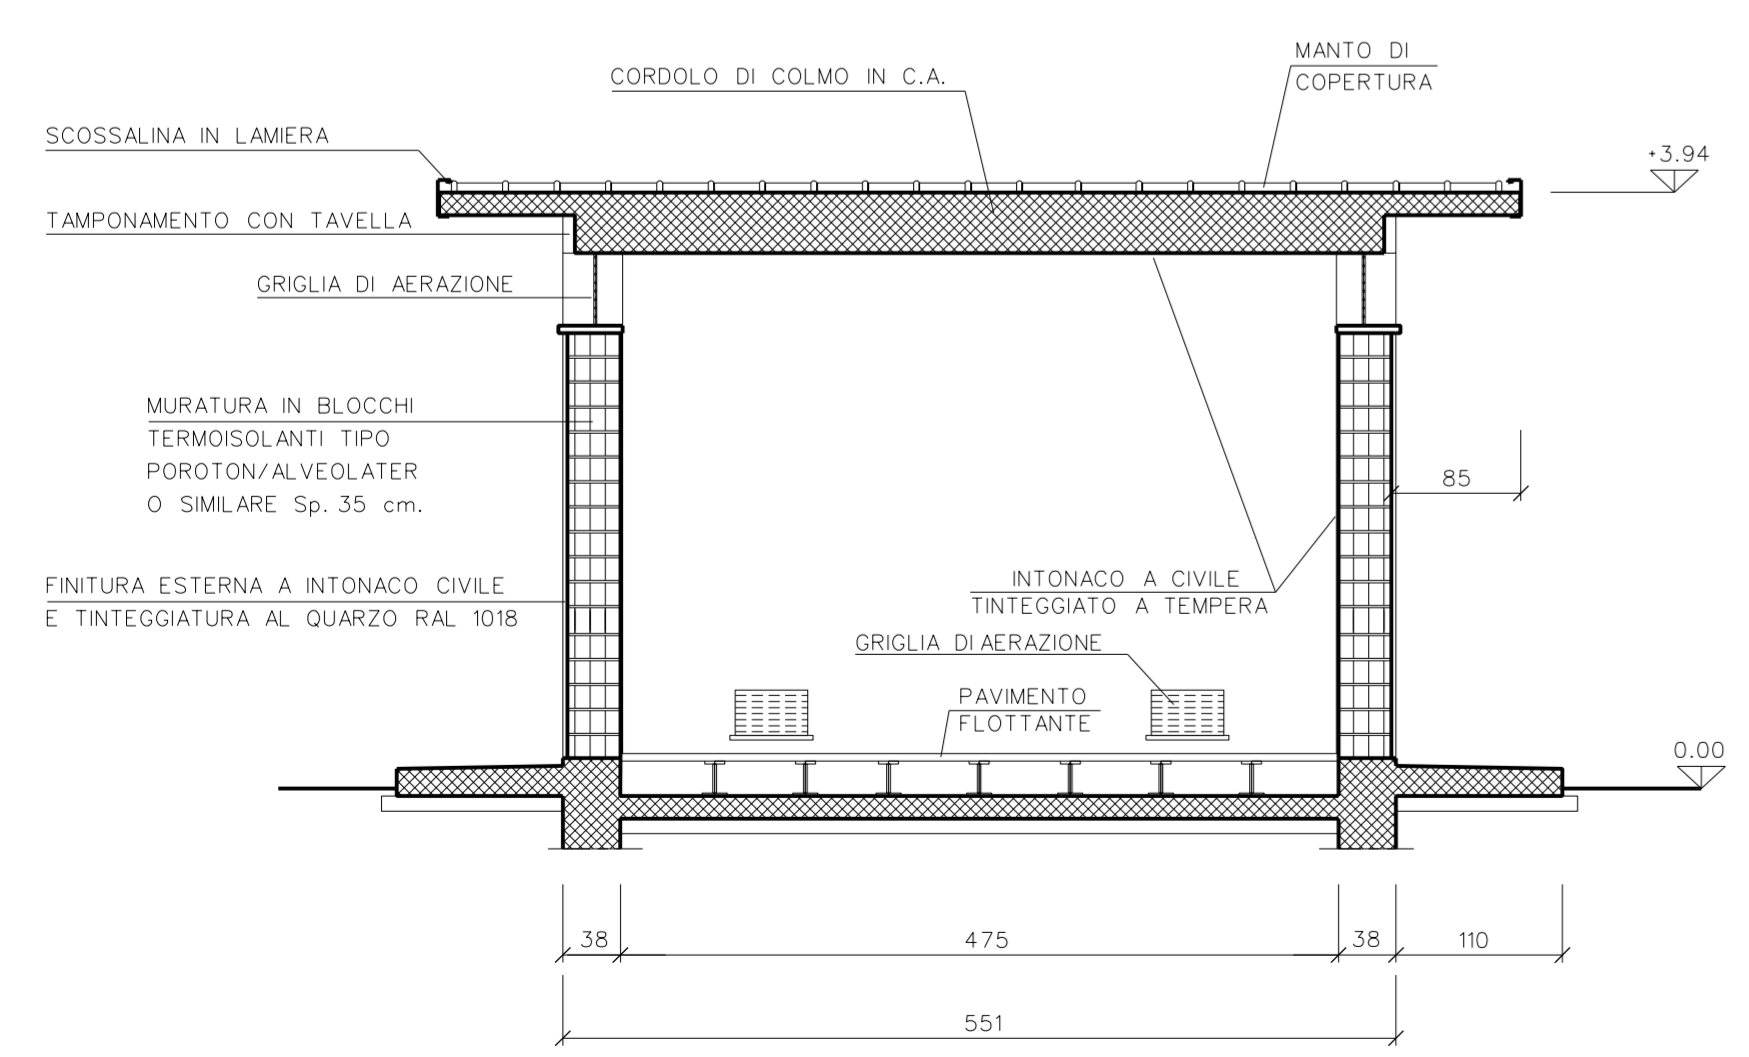 MANTO DI
COPERTURA
CORDOLO DI COLMO IN C.A.
SCOSSALINA IN LAMIERA
+3.94
TAMPONAMENTO CON TAVELLA
GRIGLIA DI AERAZIONE
MURATURA IN BLOCCHI
TERMOISOLANTI TIPO
POROTON/ALVEOLATER
O SIMILARE Sp. 35 cm.
85
FINITURA ESTERNA A INTONACO CIVILE
E TINTEGGIATURA AL QUARZO RAL 1018
INTONACO A CIVILE
TINTEGGIATO A TEMPERA
GRIGLIA DI AERAZIONE
PAVIMENTO
FLOTTANTE
0.00
38 475 38 110
551